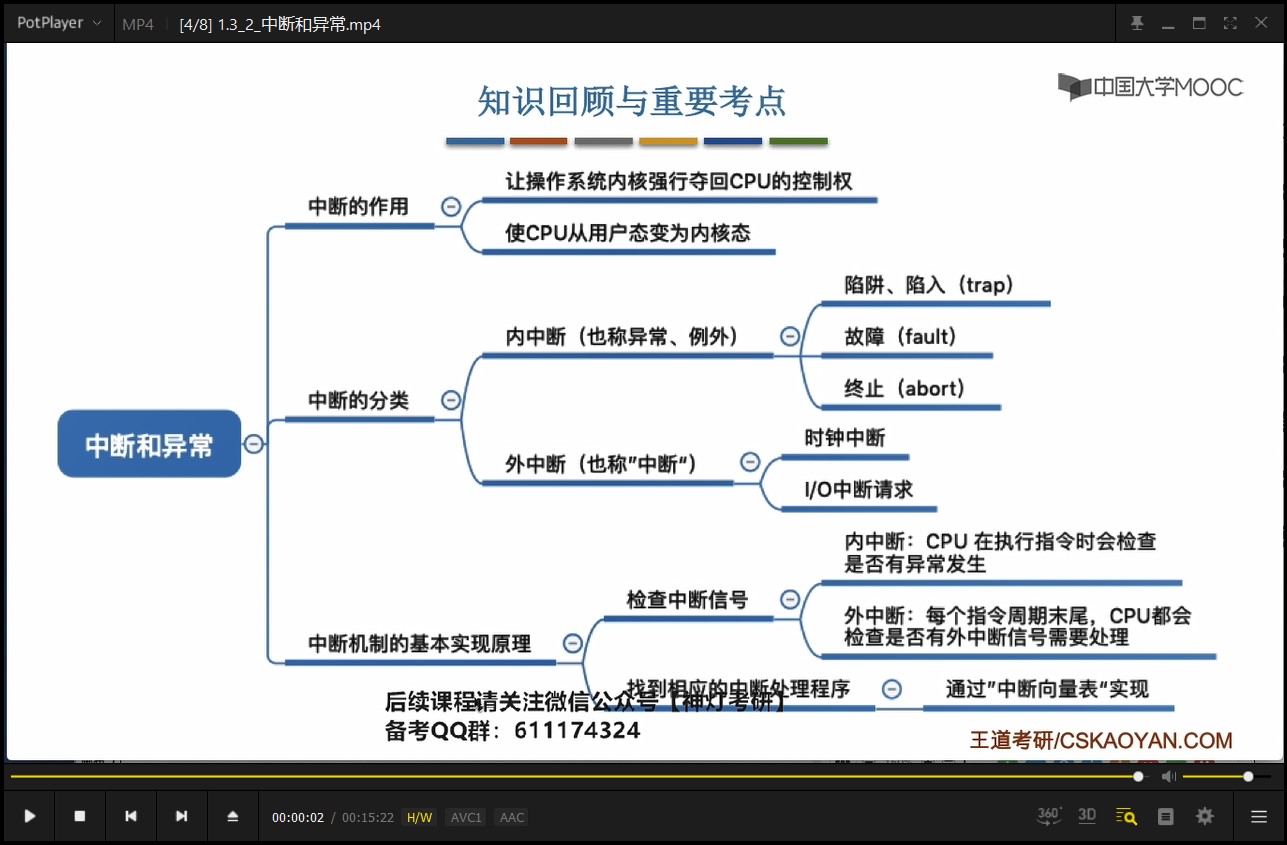 PotPlayer
MP4
[4/8] 1.3_2_中断和异常.mp4
知识回顾与重要考点
中国大学MOOC
让操作系统内核强行夺回CPU的控制权
中断的作用
使CPU从用户态变为内核态
陷阱、陷入（trap）
内中断（也称异常、例外）
故障（fault）
终止（abort）
中断的分类
时钟中断
外中断（也称”中断“）
I/O中断请求
中断和异常
内中断：CPU 在执行指令时会检查
是否有异常发生
检查中断信号
外中断：每个指令周期末尾，CPU都会
检查是否有外中断信号需要处理
中断机制的基本实现原理
找到相应的中断处理程序
通过”中断向量表“实现
后续课程请关注微信公众号【神灯考研】
备考QQ群：611174324
王道考研/CSKAOYAN.COM
00:00:02 / 00:15:22 H/W AVC1 AAC
360°
3D